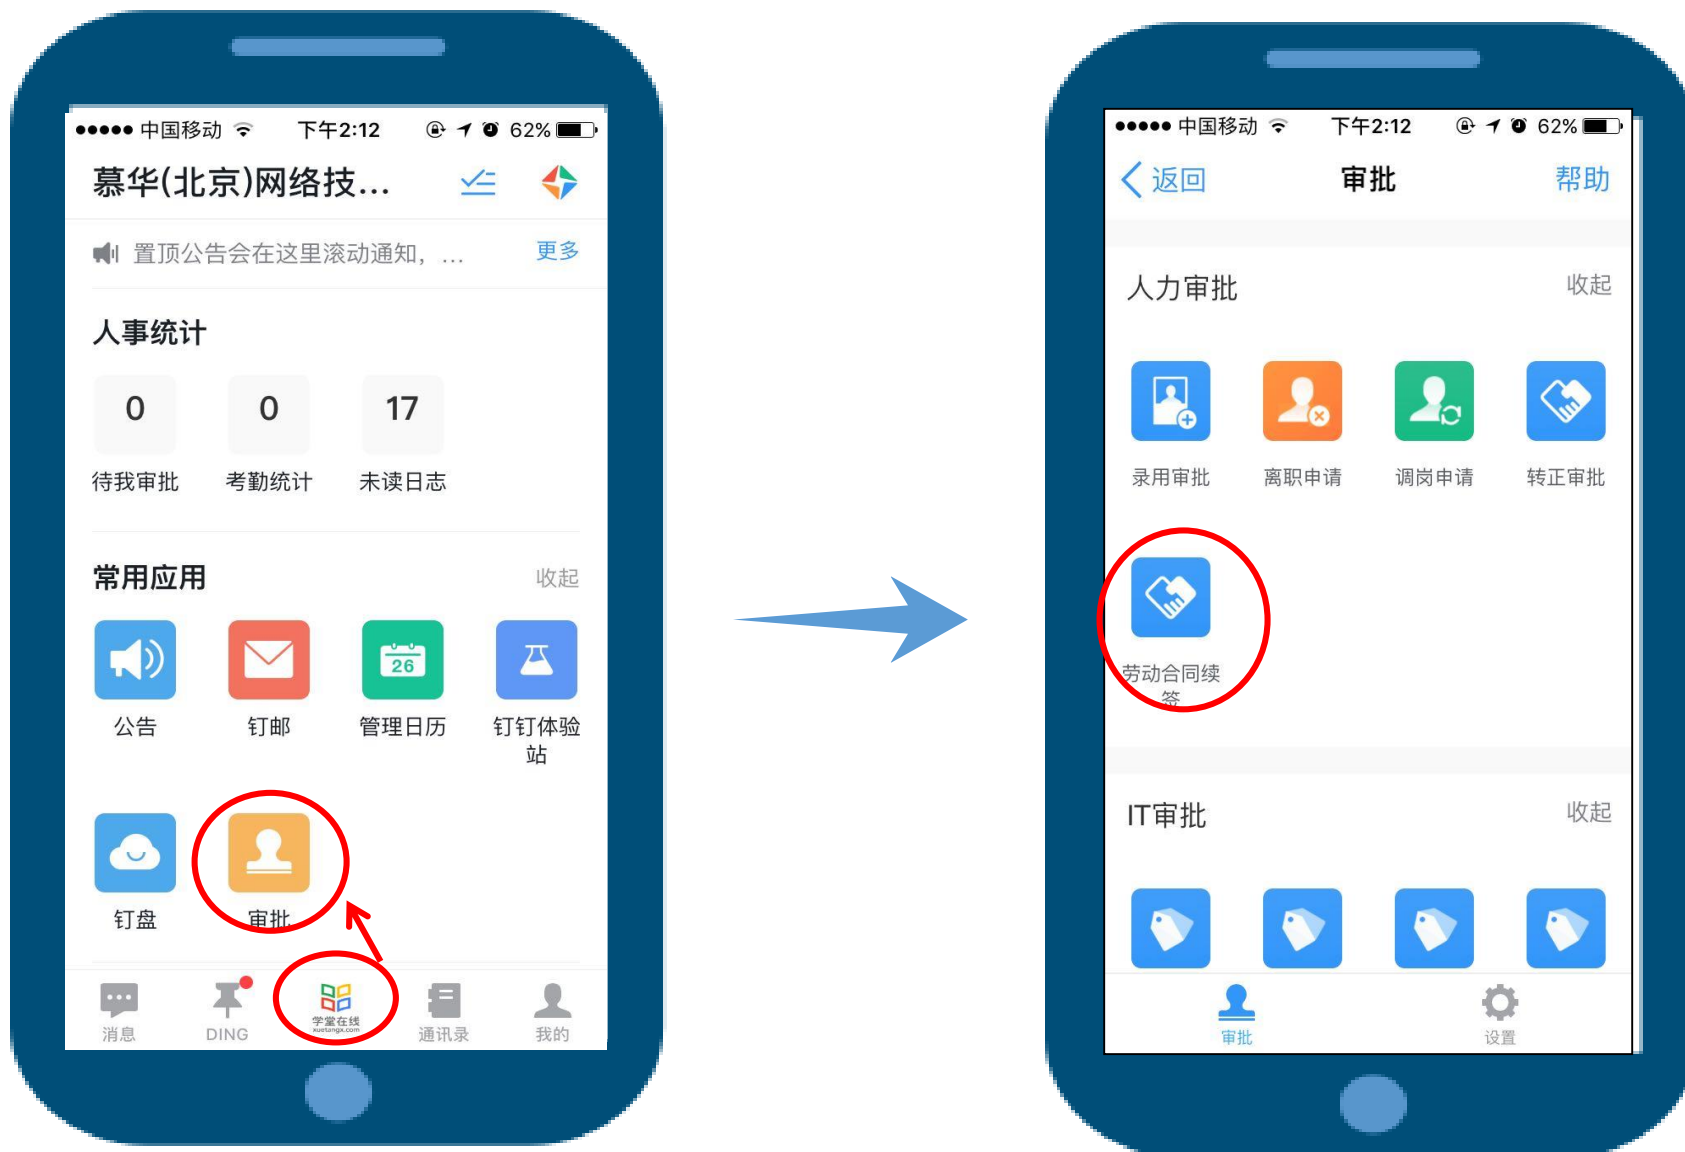 中国移动 下午2:12 62%
慕华(北京)网络技...
置顶公告会在这里滚动通知，... 更多
人事统计
0 0 17
待我审批 考勤统计 未读日志
常用应用 收起
26
公告 钉邮 管理日历 钉钉体验
站
钉盘 审批
学堂在线
xuetangx.com
消息 DING 通讯录 我的
中国移动 下午2:12 62%
返回 审批 帮助
人力审批 收起
录用审批 离职申请 调岗申请 转正审批
劳动合同续
签
IT审批 收起
审批 设置